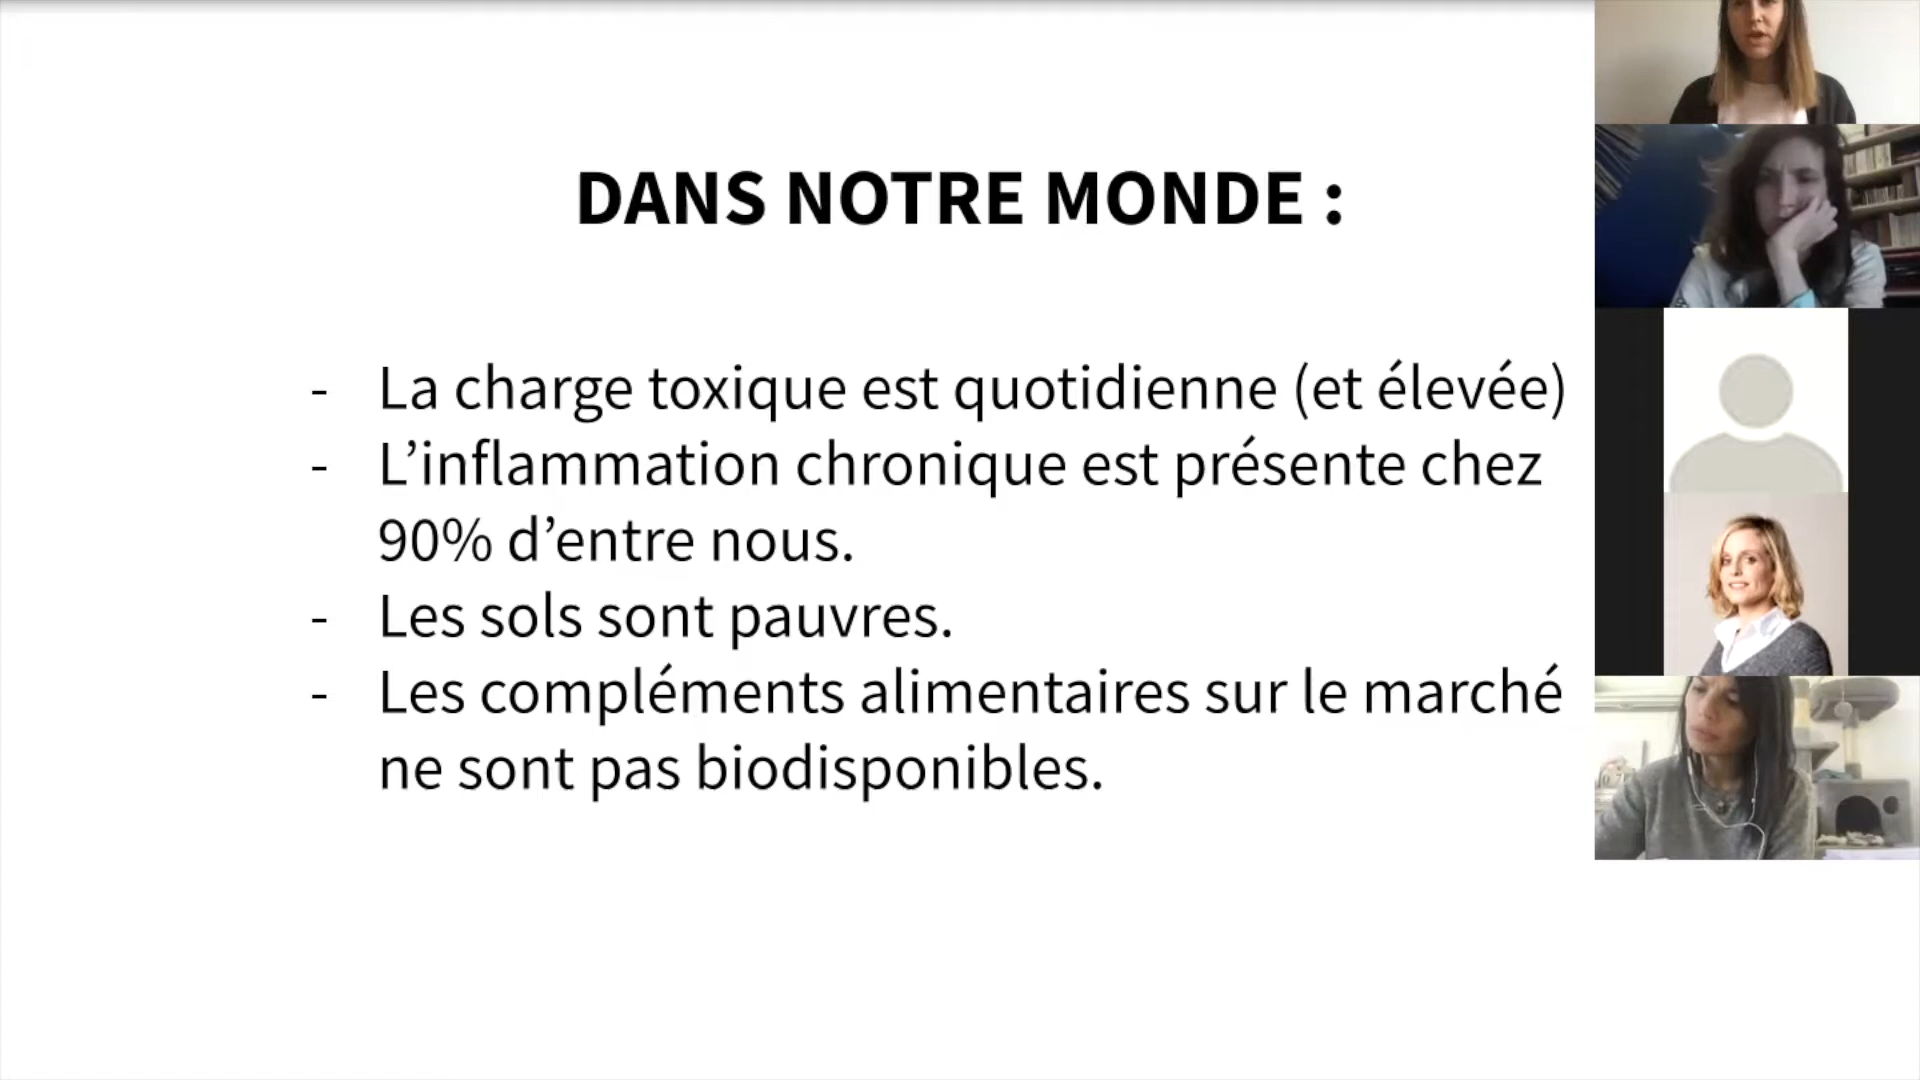 DANS NOTRE MONDE :
- La charge toxique est quotidienne (et élevée)
- L’inflammation chronique est présente chez
90% d’entre nous.
- Les sols sont pauvres.
- Les compléments alimentaires sur le marché
ne sont pas biodisponibles.